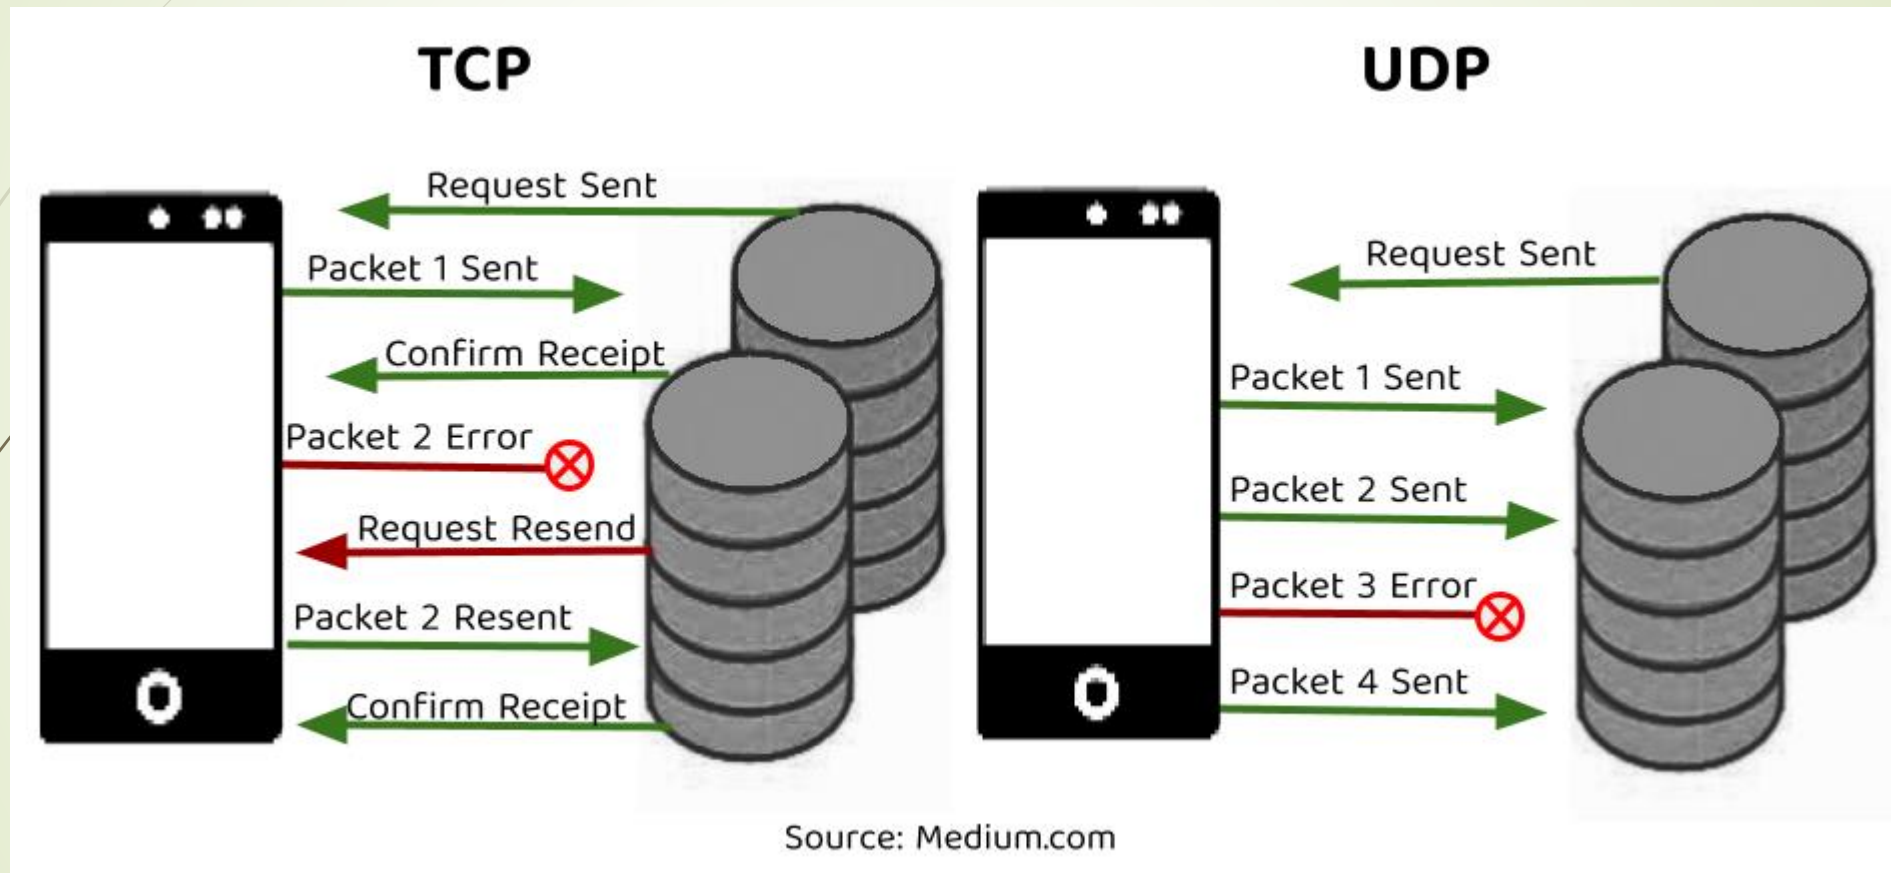 TCP
Request Sent
Packet 1 Sent
Confirm Receipt
Packet 2 Error
Request Resend
Packet 2 Resent
Confirm Receipt
UDP
Request Sent
Packet 1 Sent
Packet 2 Sent
Packet 3 Error
Packet 4 Sent
Source: Medium.com